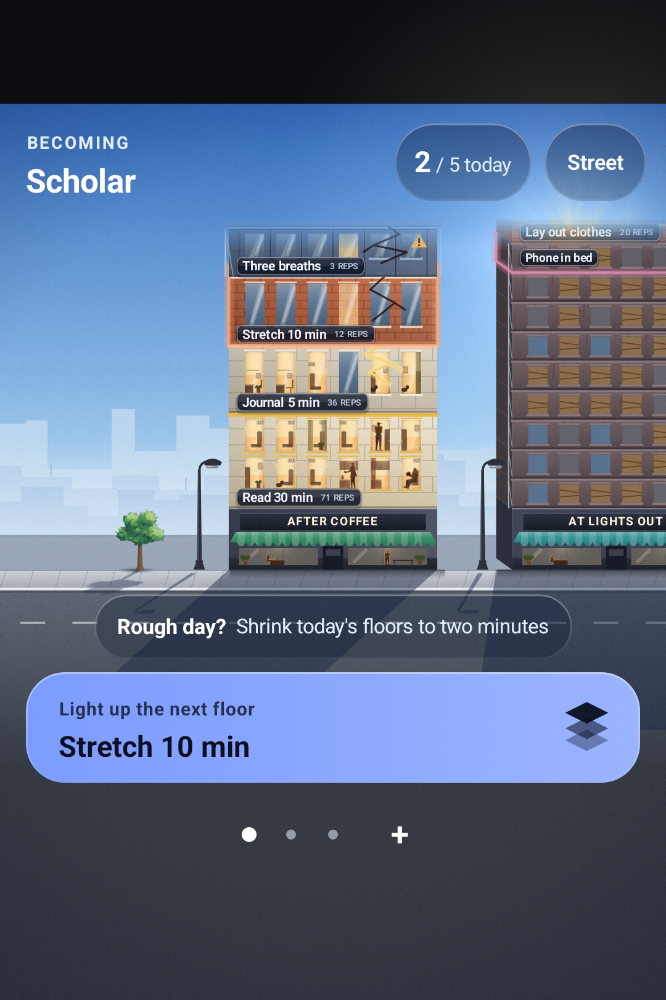 BECOMING
Scholar
2 / 5 today
Street
Lay out clothes 20 REPS
Phone in bed
Three breaths 3 REPS
Stretch 10 min 12 REPS
Journal 5 min 36 REPS
Read 30 min 71 REPS
AFTER COFFEE
AT LIGHTS OUT
Rough day? Shrink today's floors to two minutes
Light up the next floor
Stretch 10 min